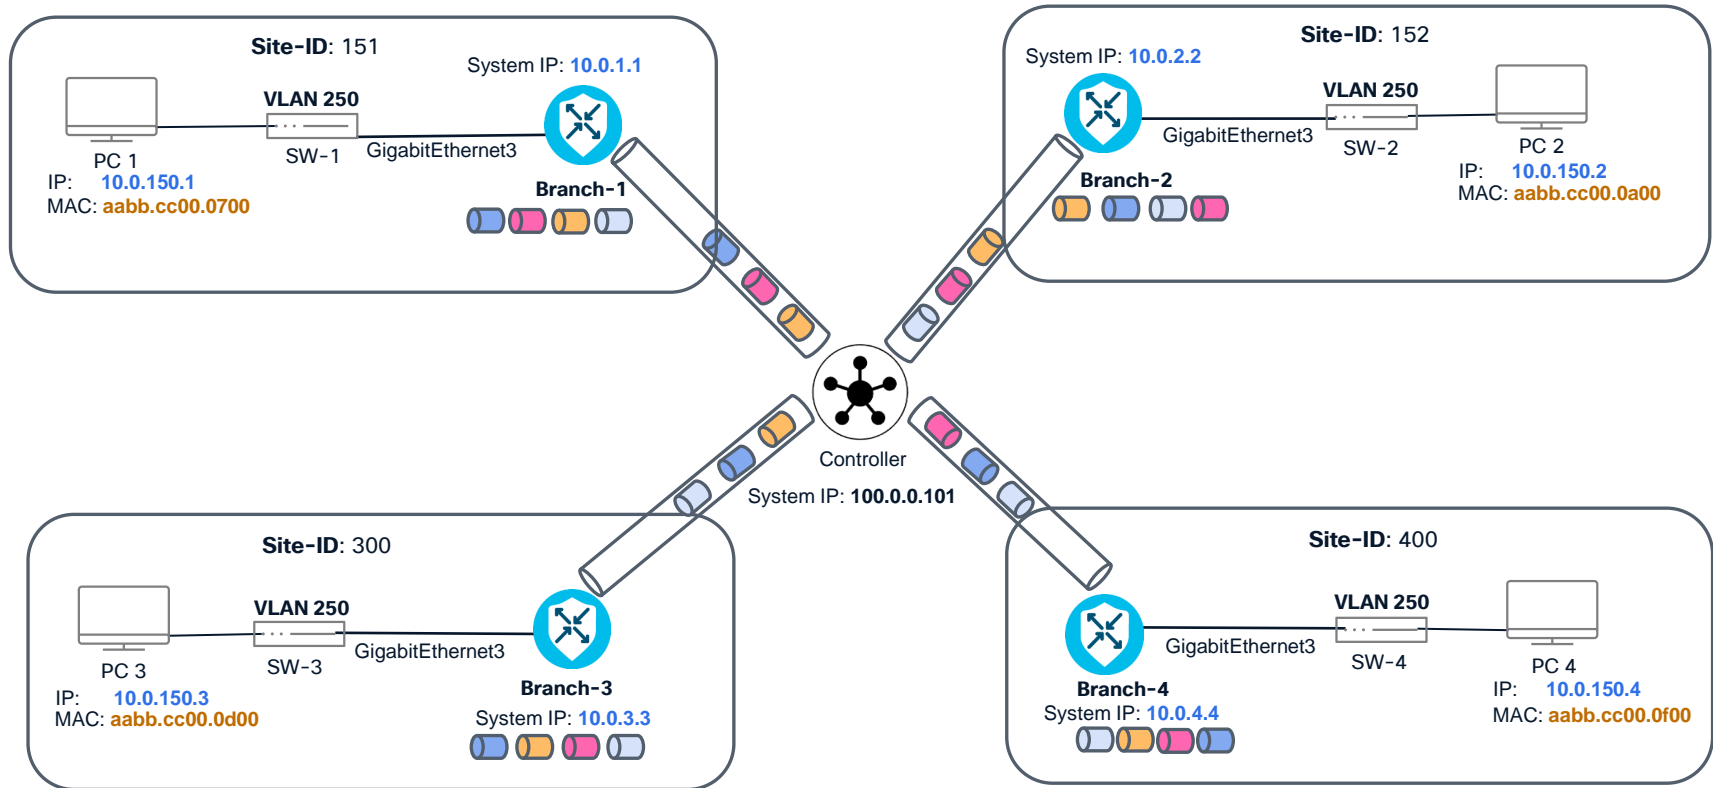 Site-ID: 151
System IP: 10.0.1.1
VLAN 250
PC 1
SW-1
GigabitEthernet3
IP: 10.0.150.1
MAC: aabb.cc00.0700
Branch-1
Site-ID: 152
System IP: 10.0.2.2
VLAN 250
GigabitEthernet3
SW-2
PC 2
IP: 10.0.150.2
MAC: aabb.cc00.0a00
Branch-2
Controller
System IP: 100.0.0.101
Site-ID: 300
VLAN 250
PC 3
SW-3
GigabitEthernet3
IP: 10.0.150.3
MAC: aabb.cc00.0d00
Branch-3
System IP: 10.0.3.3
Site-ID: 400
VLAN 250
GigabitEthernet3
SW-4
PC 4
IP: 10.0.150.4
MAC: aabb.cc00.0f00
Branch-4
System IP: 10.0.4.4